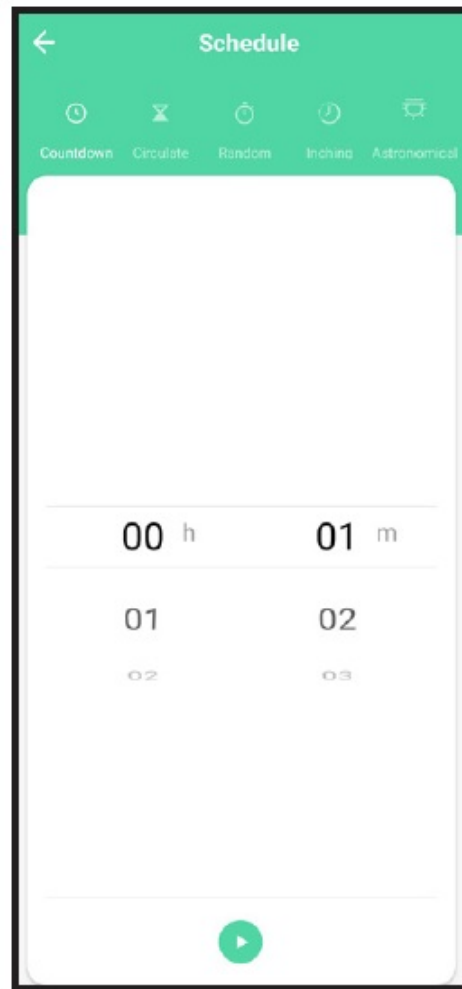 Schedule
Countdown Circulate Random Inching Astronomical
00 h 01 m
01 02
02 03